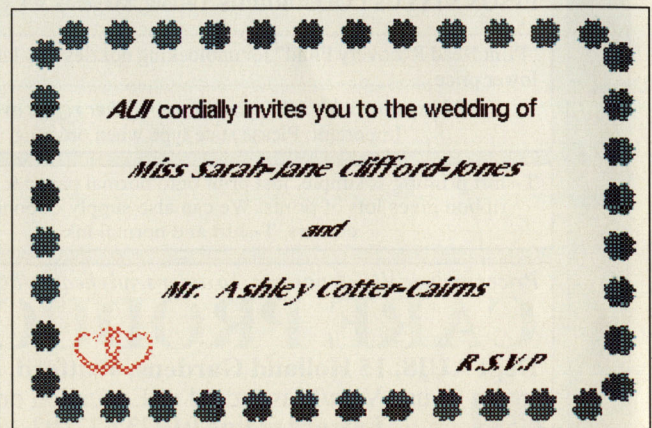 AUI cordially invites you to the wedding of
Miss Sarah-Jane Clifford-Jones
and
Mr. Ashley Cotter-Cairns
R.S.V.P